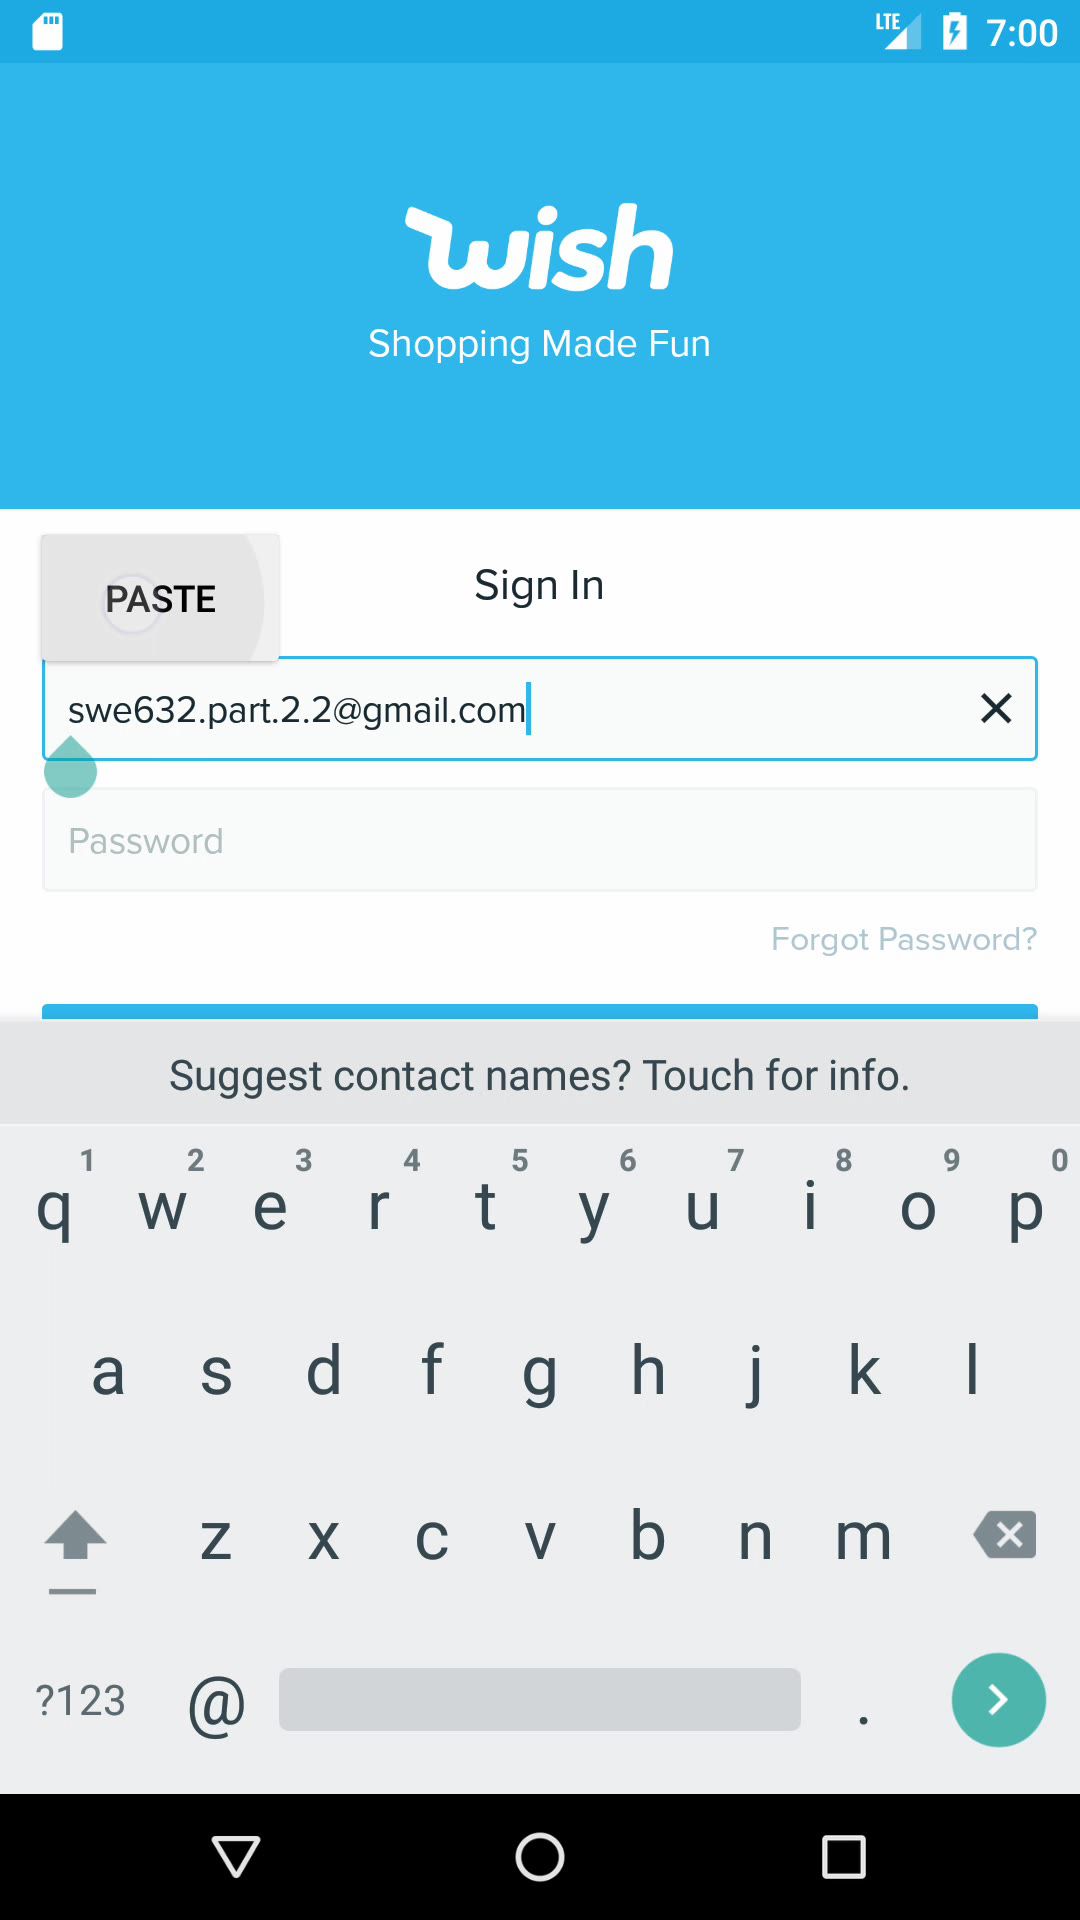 LTE 7:00
wish
Shopping Made Fun
PASTE
Sign In
swe632.part.2.2@gmail.com
Password
Forgot Password?
Suggest contact names? Touch for info.
1 2 3 4 5 6 7 8 9 0
q w e r t y u i o p
a s d f g h j k l
z x c v b n m
?123 @ .